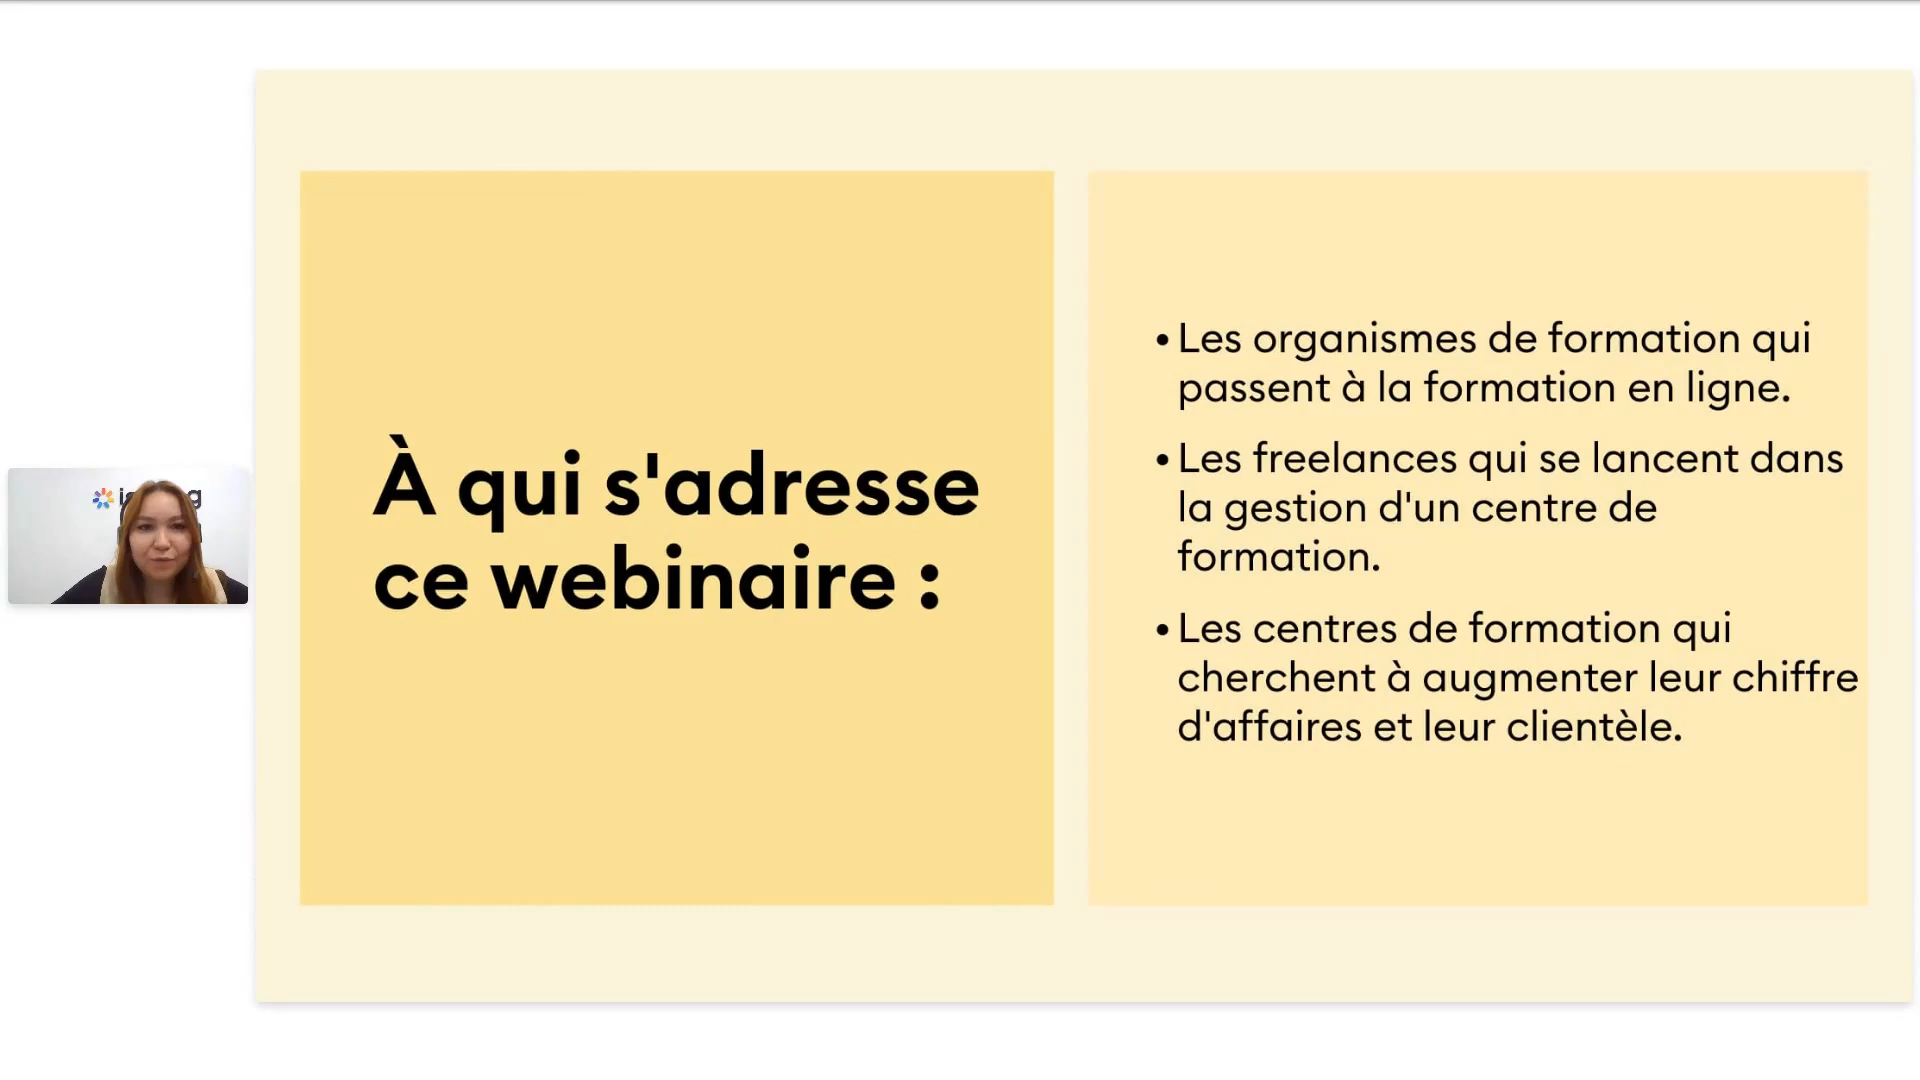 À qui s'adresse
ce webinaire :
• Les organismes de formation qui
passent à la formation en ligne.
• Les freelances qui se lancent dans
la gestion d'un centre de
formation.
• Les centres de formation qui
cherchent à augmenter leur chiffre
d'affaires et leur clientèle.